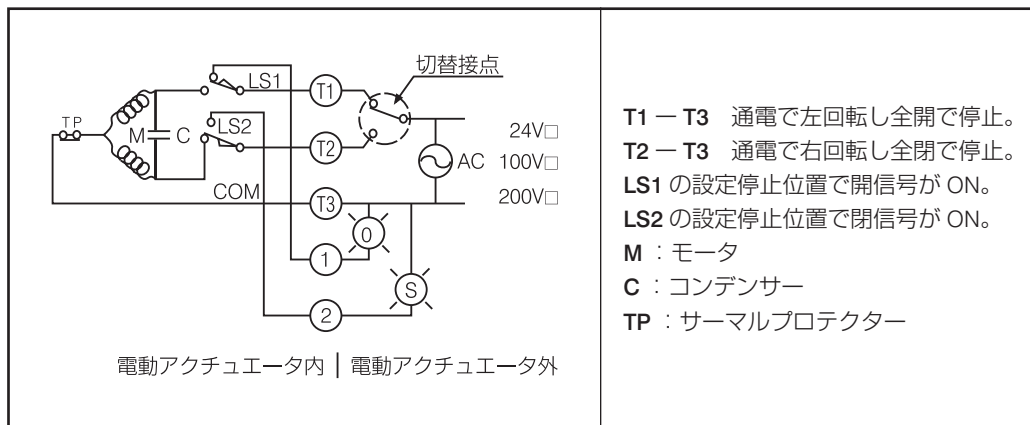 切替接点
LS1
T1
TP
M
C
LS2
T2
24V□
AC
100V□
200V□
COM
T3
0
1
S
2
電動アクチュエータ内 | 電動アクチュエータ外
T1 ー T3 通電で左回転し全開で停止。
T2 ー T3 通電で右回転し全閉で停止。
LS1 の設定停止位置で開信号が ON。
LS2 の設定停止位置で閉信号が ON。
M :モータ
C :コンデンサー
TP :サーマルプロテクター